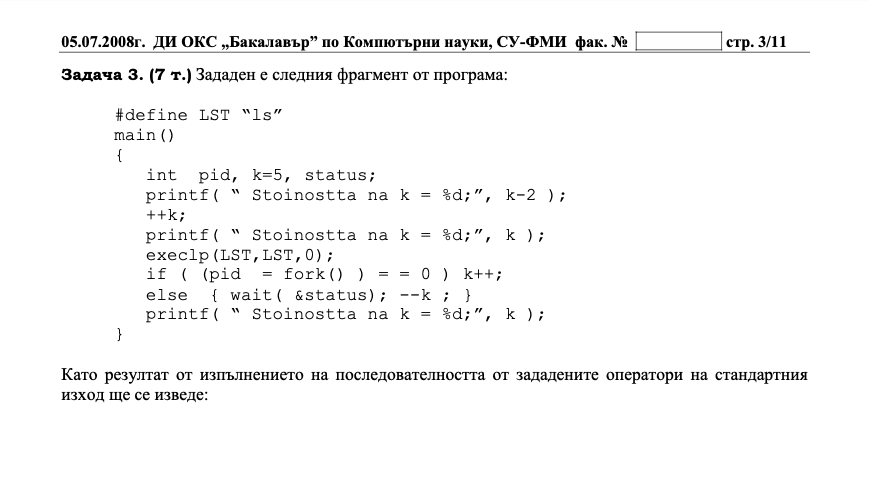 05.07.2008г. ДИ ОКС „Бакалавър” по Компютърни науки, СУ-ФМИ фак. № стр. 3/11
Задача 3. (7 т.) Зададен е следния фрагмент от програма:
#define LST “ls”
main()
{
int pid, k=5, status;
printf( “ Stoinostta na k = %d;”, k-2 );
++k;
printf( “ Stoinostta na k = %d;”, k );
execlp(LST,LST,0);
if ( (pid = fork() ) = = 0 ) k++;
else { wait( &status); --k ; }
printf( “ Stoinostta na k = %d;”, k );
}
Като резултат от изпълнението на последователността от зададените оператори на стандартния
изход ще се изведе: